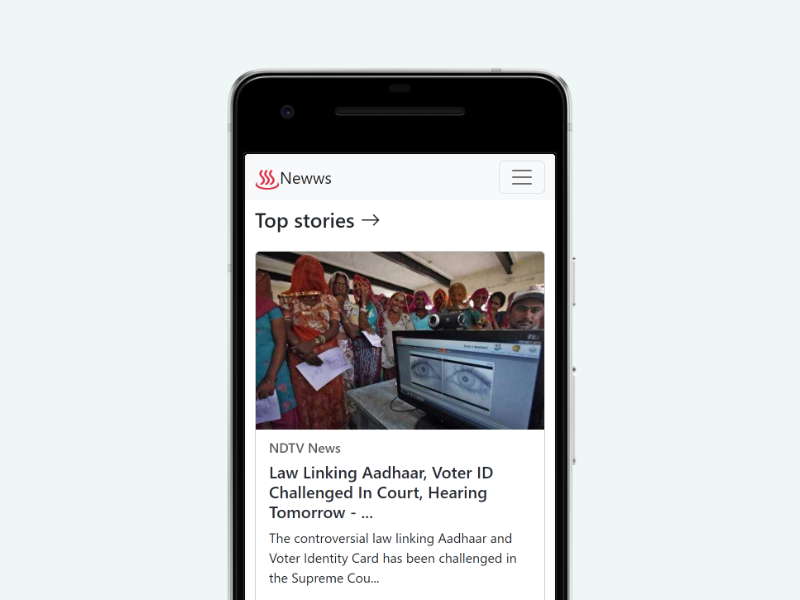 Newws
Top stories →
NDTV News
Law Linking Aadhaar, Voter ID
Challenged In Court, Hearing
Tomorrow - ...
The controversial law linking Aadhaar and
Voter Identity Card has been challenged in
the Supreme Cou...